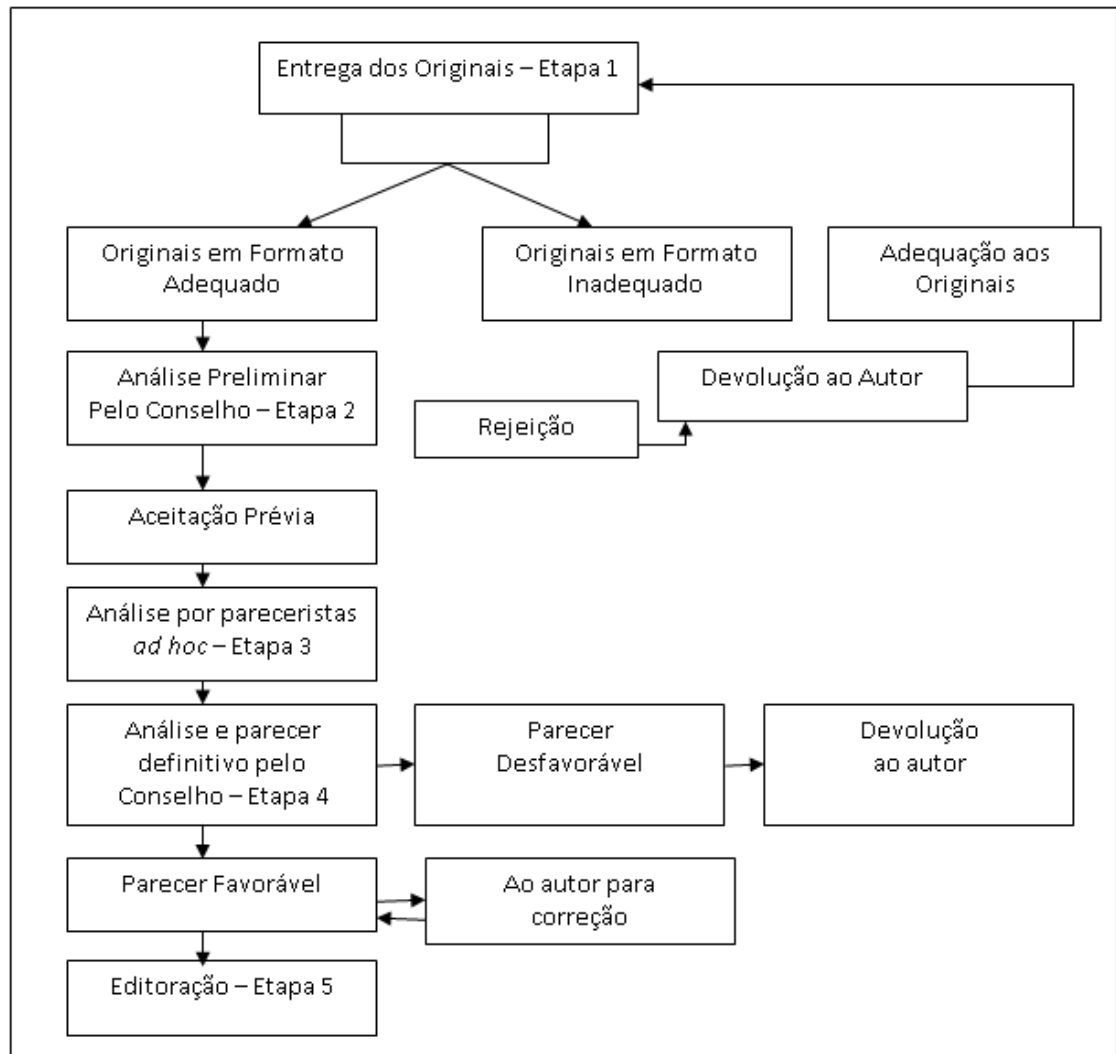 Entrega dos Originais – Etapa 1
Originais em Formato
Adequado
Originais em Formato
Inadequado
Adequação aos
Originais
Análise Preliminar
Pelo Conselho – Etapa 2
Rejeição
Devolução ao Autor
Aceitação Prévia
Análise por pareceristas
ad hoc – Etapa 3
Análise e parecer
definitivo pelo
Conselho – Etapa 4
Parecer
Desfavorável
Devolução
ao autor
Parecer Favorável
Ao autor para
correção
Editoração – Etapa 5